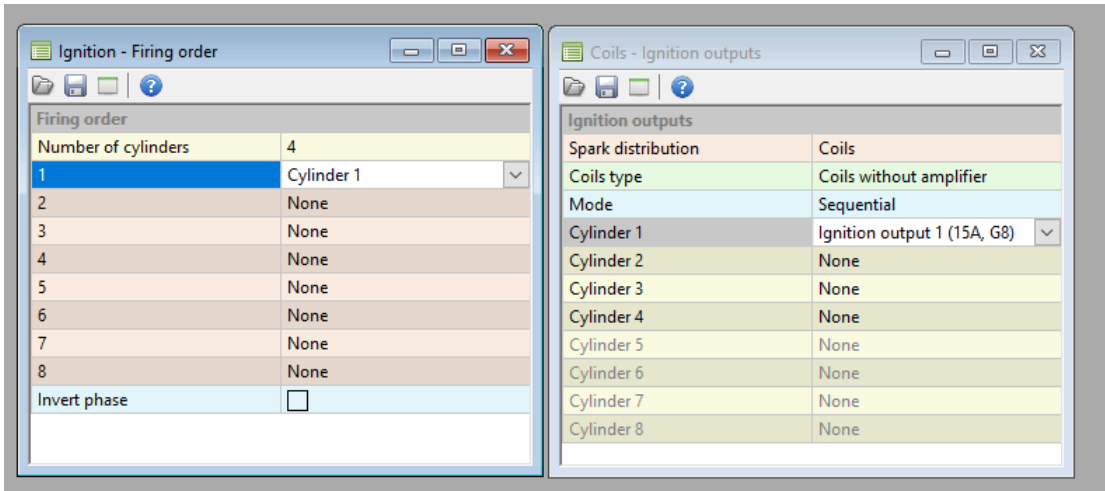 Ignition - Firing order
Firing order
Number of cylinders 4
1 Cylinder 1
2 None
3 None
4 None
5 None
6 None
7 None
8 None
Invert phase
Coils - Ignition outputs
Ignition outputs
Spark distribution Coils
Coils type Coils without amplifier
Mode Sequential
Cylinder 1 Ignition output 1 (15A, G8)
Cylinder 2 None
Cylinder 3 None
Cylinder 4 None
Cylinder 5 None
Cylinder 6 None
Cylinder 7 None
Cylinder 8 None